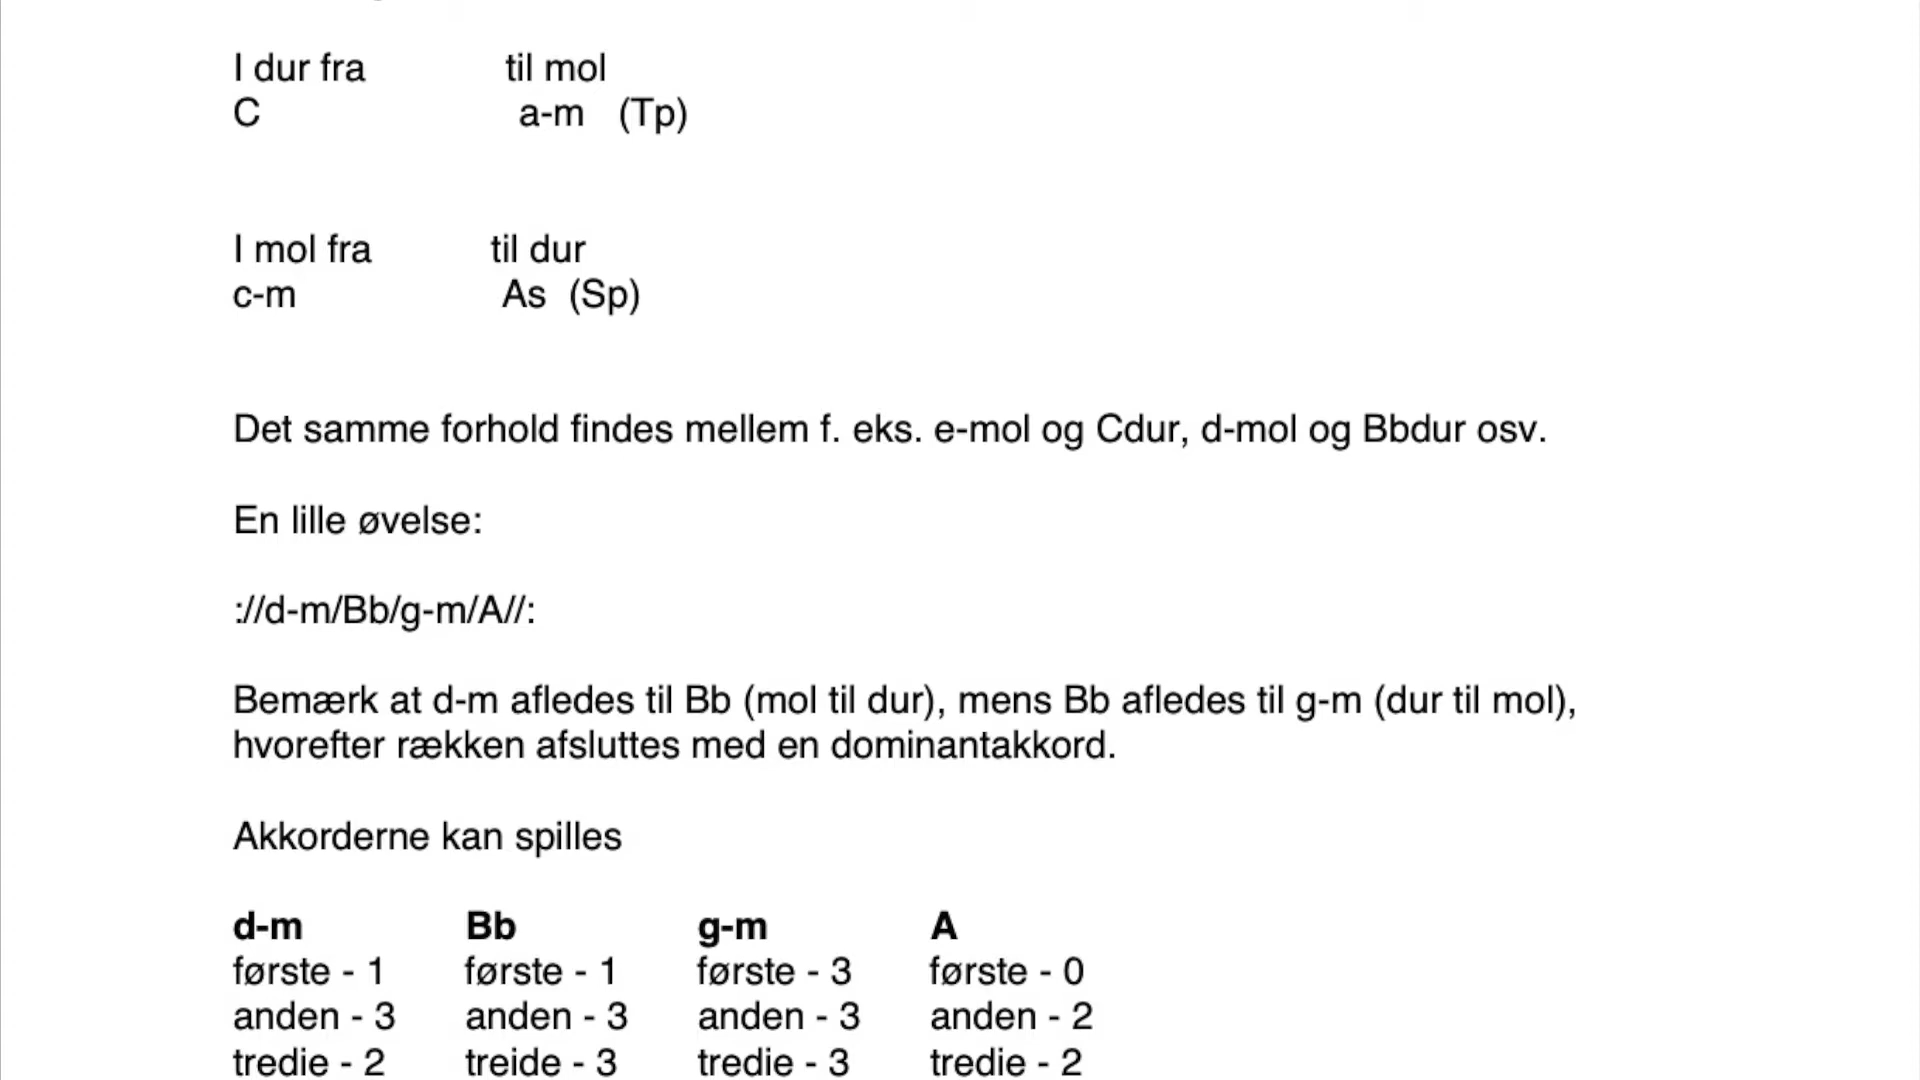 I dur fra til mol
C a-m (Tp)
I mol fra til dur
c-m As (Sp)
Det samme forhold findes mellem f. eks. e-mol og Cdur, d-mol og Bbdur osv.
En lille øvelse:
://d-m/Bb/g-m/A//:
Bemærk at d-m afledes til Bb (mol til dur), mens Bb afledes til g-m (dur til mol),
hvorefter rækken afsluttes med en dominantakkord.
Akkorderne kan spilles
d-m Bb g-m A
første - 1 første - 1 første - 3 første - 0
anden - 3 anden - 3 anden - 3 anden - 2
tredie - 2 treide - 3 tredie - 3 tredie - 2